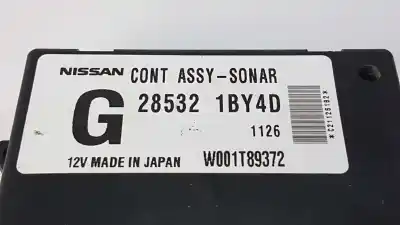 NISSAN CONT ASSY-SONAR
G 28532 1BY4D
1126
12V MADE IN JAPAN W001T89372